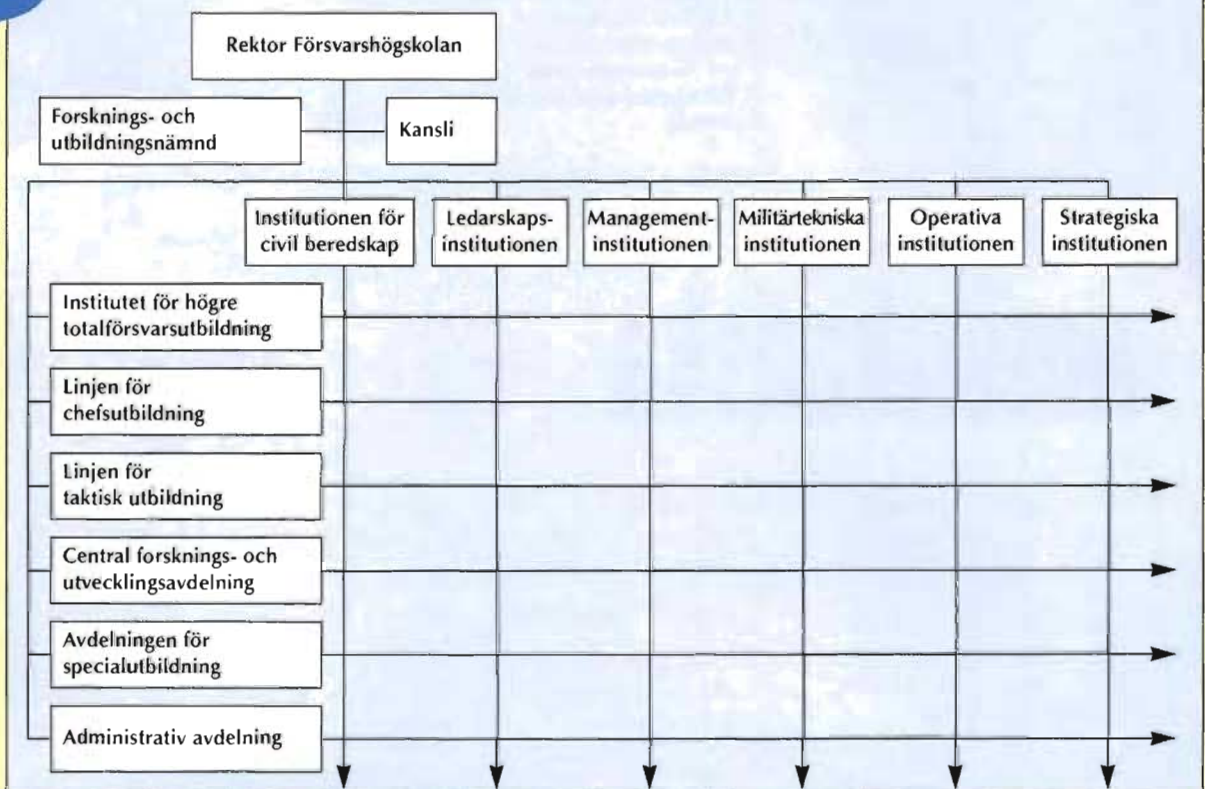 Rektor Försvarshögskolan
Forsknings- och
utbildningsnämnd
Kansli
Institutionen för
civil beredskap
Ledarskaps-
institutionen
Management-
institutionen
Militärtekniska
institutionen
Operativa
institutionen
Strategiska
institutionen
Institutet för högre
totalförsvarsutbildning
Linjen för
chefsutbildning
Linjen för
taktisk utbildning
Central forsknings- och
utvecklingsavdelning
Avdelningen för
specialutbildning
Administrativ avdelning